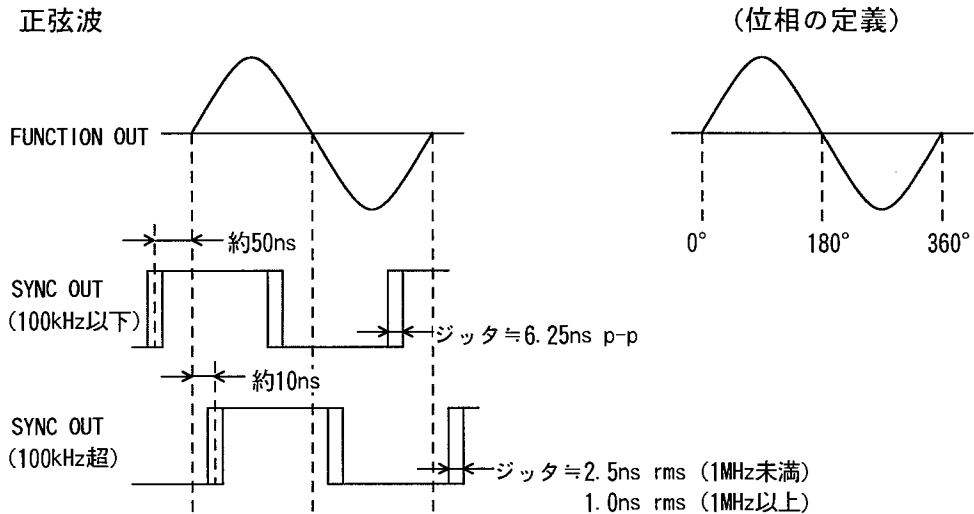 正弦波
(位相の定義)
FUNCTION OUT
0°
180°
360°
約50ns
SYNC OUT
(100kHz以下)
ジッタ≒6.25ns p-p
約10ns
SYNC OUT
(100kHz超)
ジッタ≒2.5ns rms (1MHz未満)
1.0ns rms (1MHz以上)